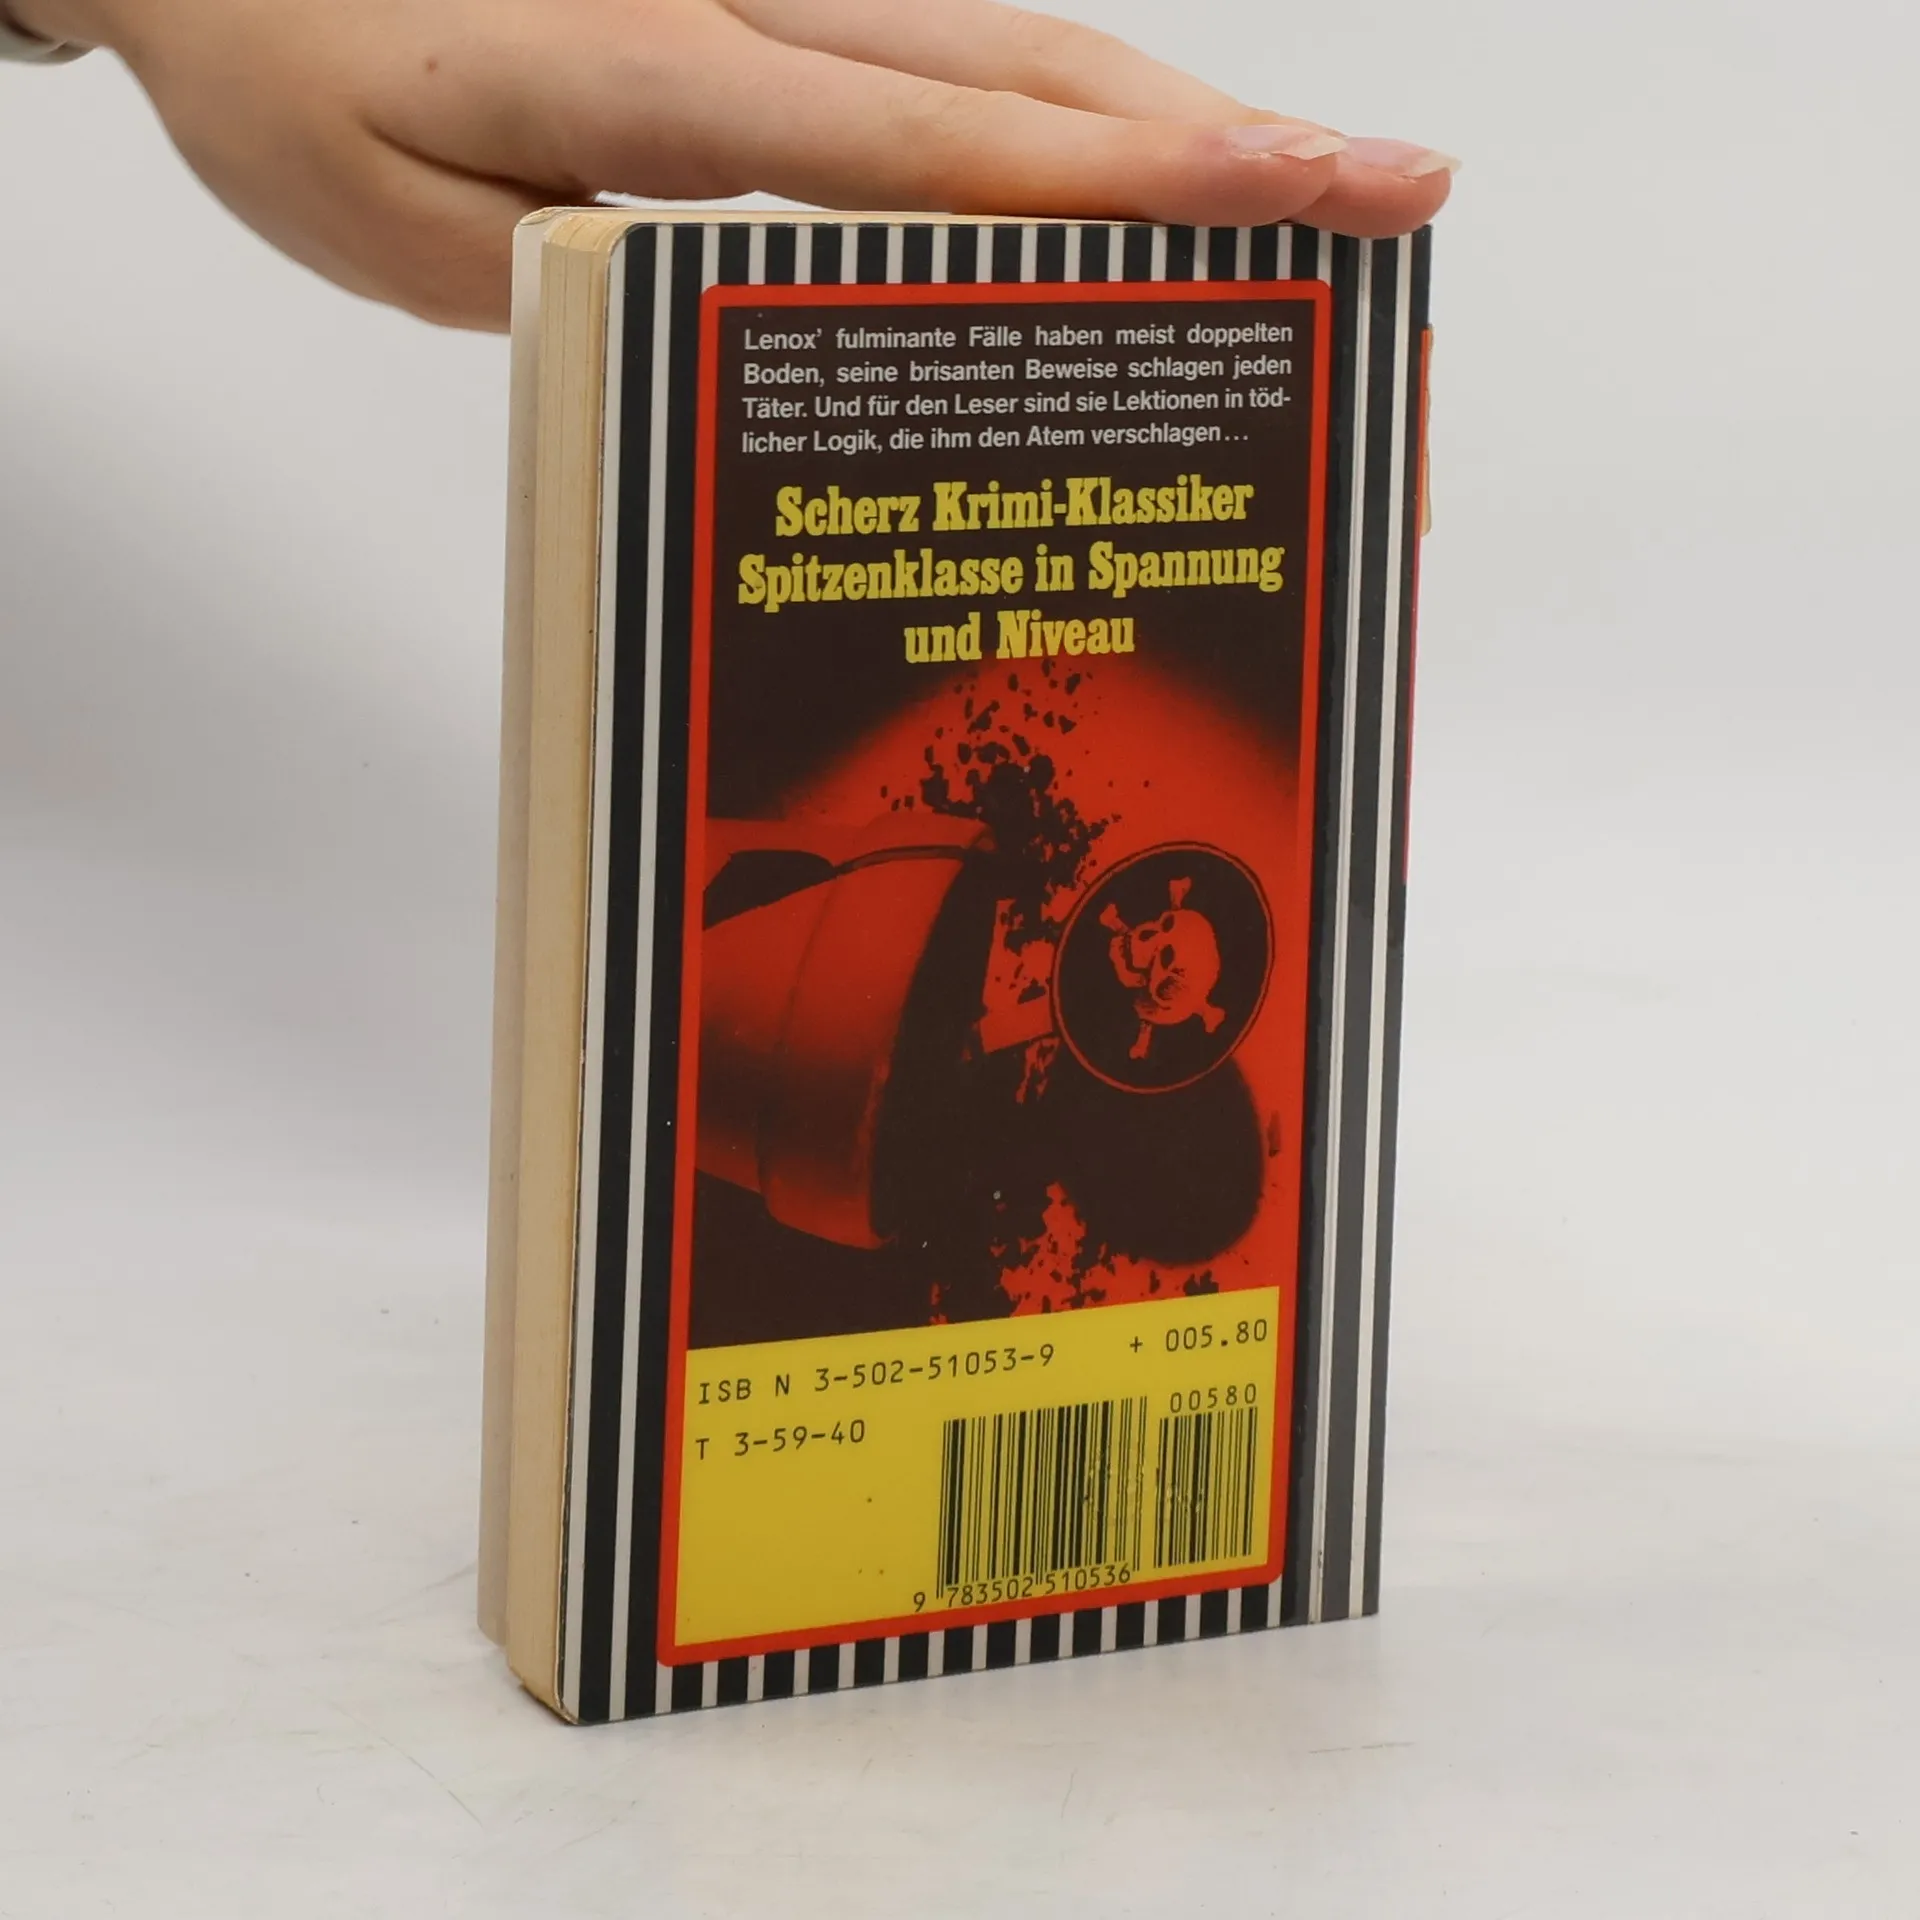 Lenox’ fulminante Fälle haben meist doppelten
Boden, seine brisanten Beweise schlagen jeden
Täter. Und für den Leser sind sie Lektionen in töd-
licher Logik, die ihm den Atem verschlagen...
Scherz Krimi-Klassiker
Spitzenklasse in Spannung
und Niveau
ISB N 3-502-51053-9 + 005.80
T 3-59-40
00580
9 783502 510536